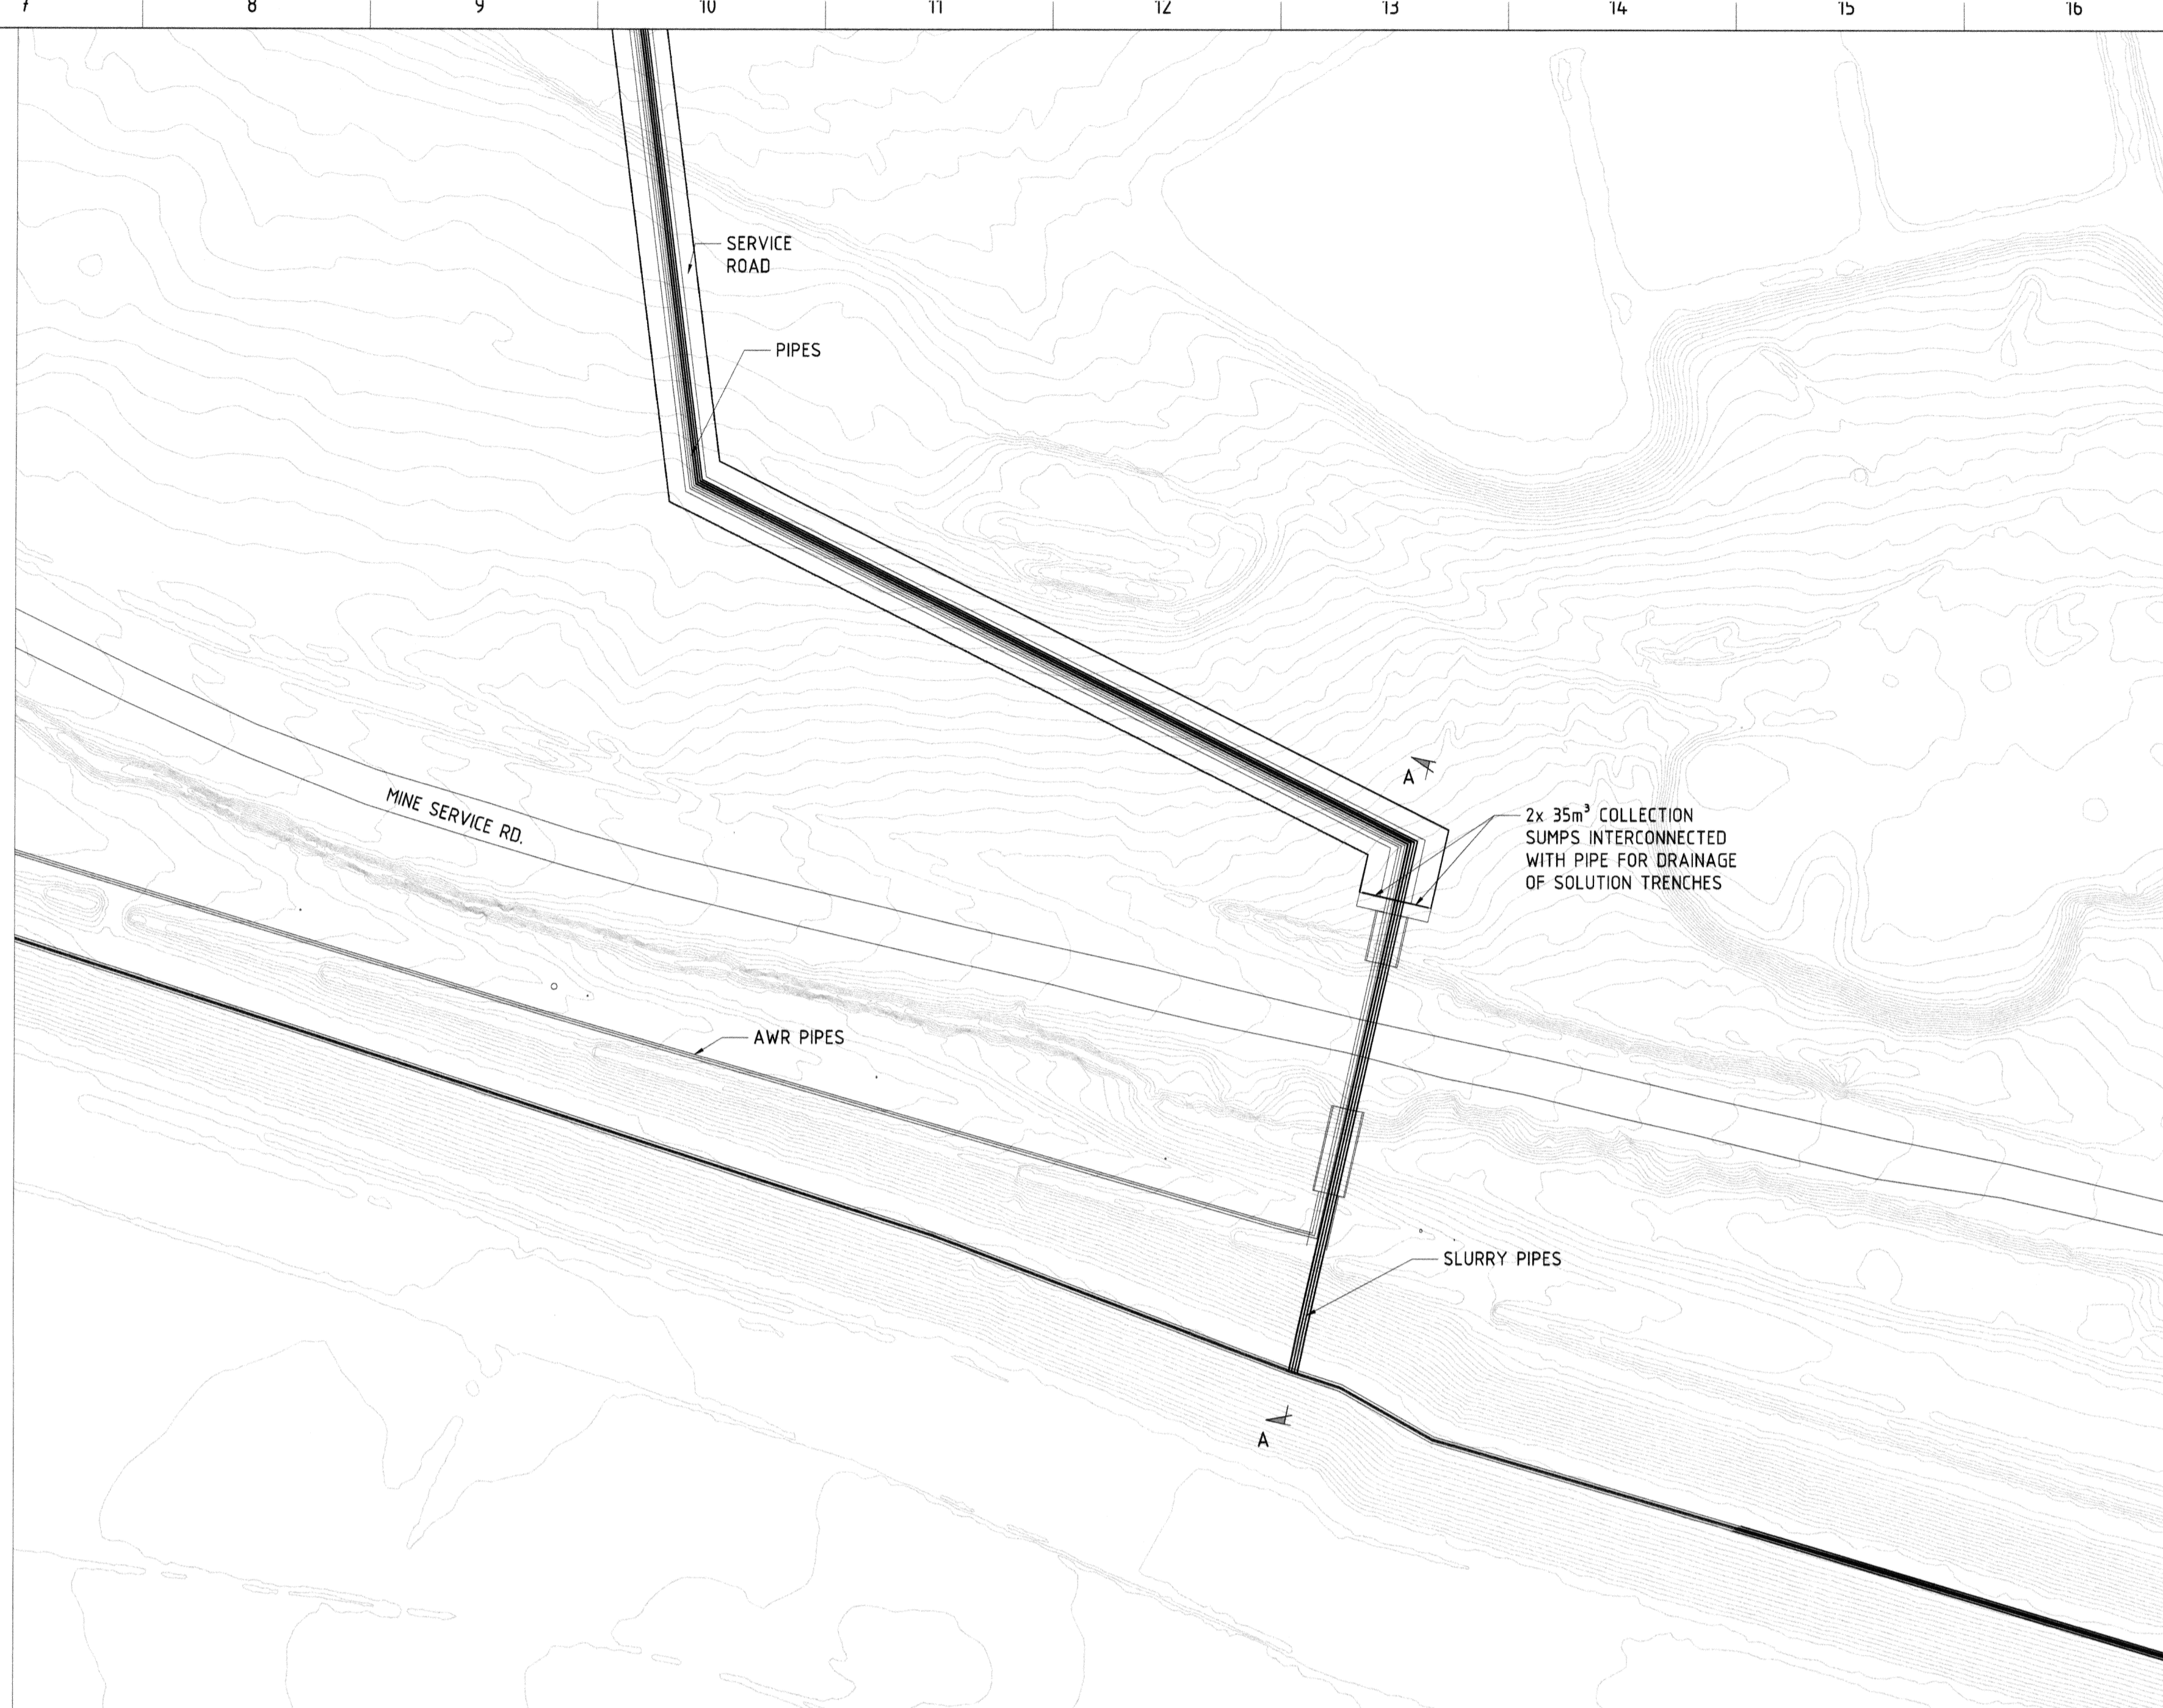 7 8 9 10 11 12 13 14 15 16
SERVICE
ROAD
PIPES
A
2x 35m³ COLLECTION
SUMPS INTERCONNECTED
WITH PIPE FOR DRAINAGE
OF SOLUTION TRENCHES
MINE SERVICE RD.
AWR PIPES
SLURRY PIPES
A